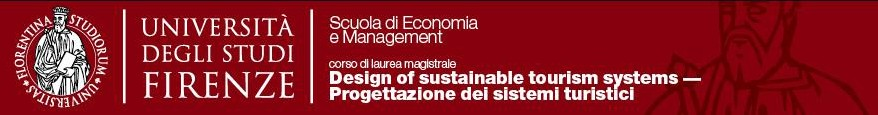 FLORENTINA STUDIORUM UNIVERSITAS
UNIVERSITÀ
DEGLI STUDI
FIRENZE
Scuola di Economia
e Management
corso di laurea magistrale
Design of sustainable tourism systems —
Progettazione dei sistemi turistici